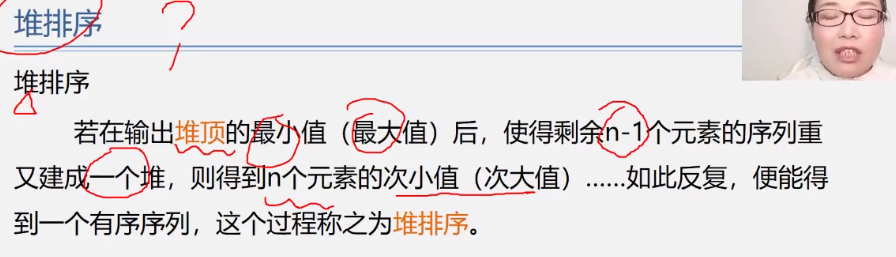 堆排序
堆排序
若在输出堆顶的最小值（最大值）后，使得剩余n-1个元素的序列重
又建成一个堆，则得到n个元素的次小值（次大值）……如此反复，便能得
到一个有序序列，这个过程称之为堆排序。